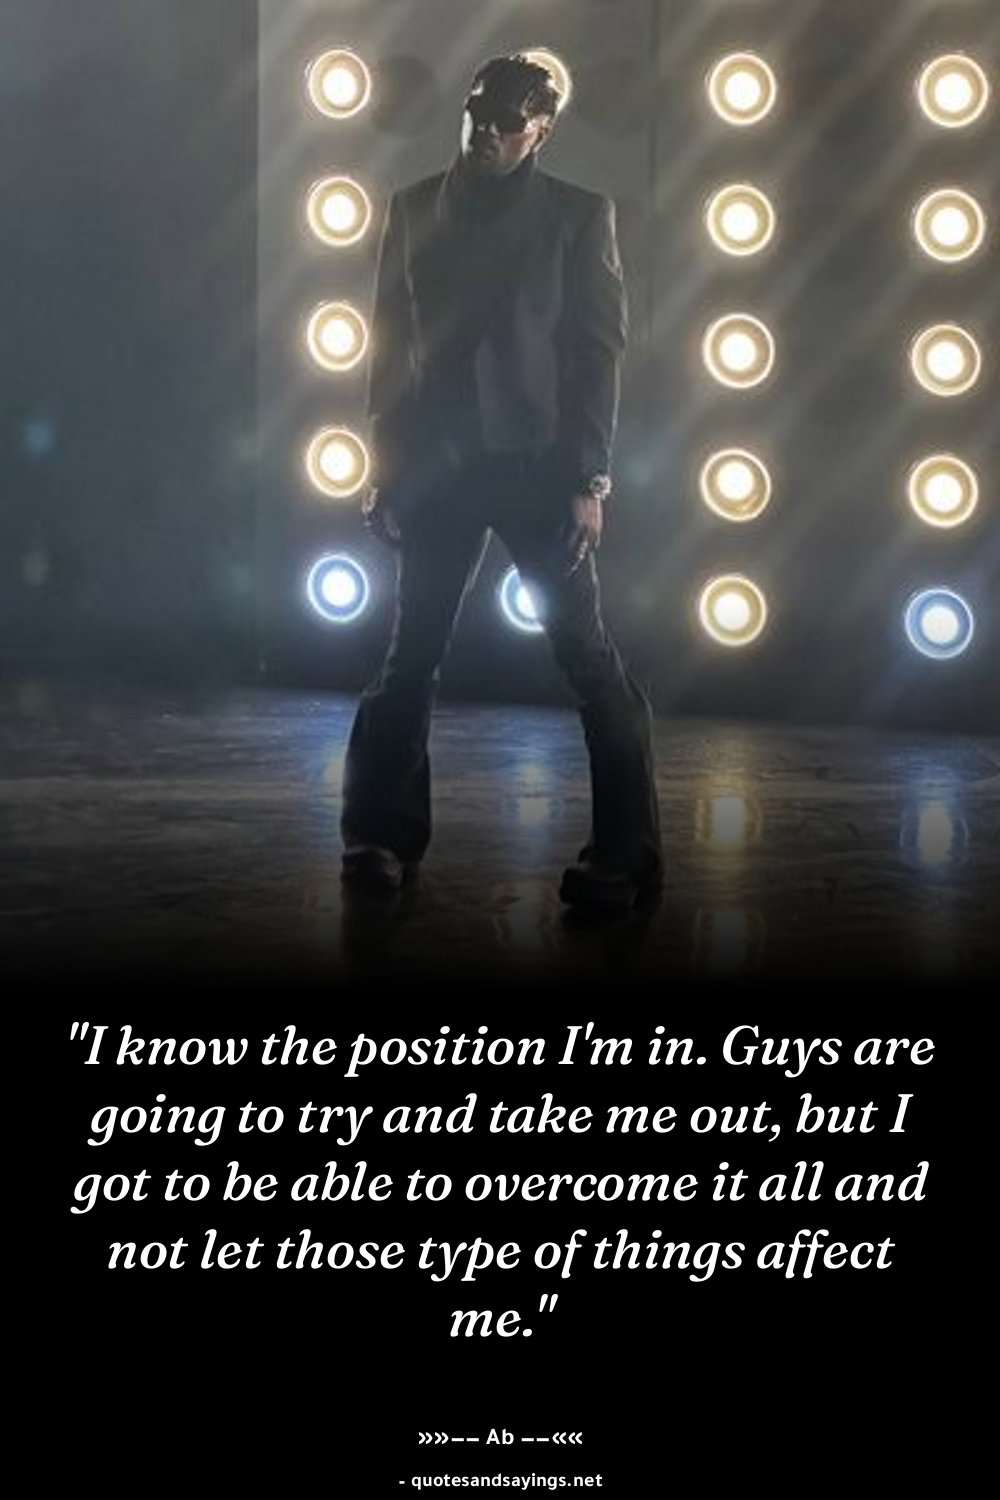 "I know the position I'm in. Guys are
going to try and take me out, but I
got to be able to overcome it all and
not let those type of things affect
me."
»»−− Ab −−««
- quotesandsayings.net